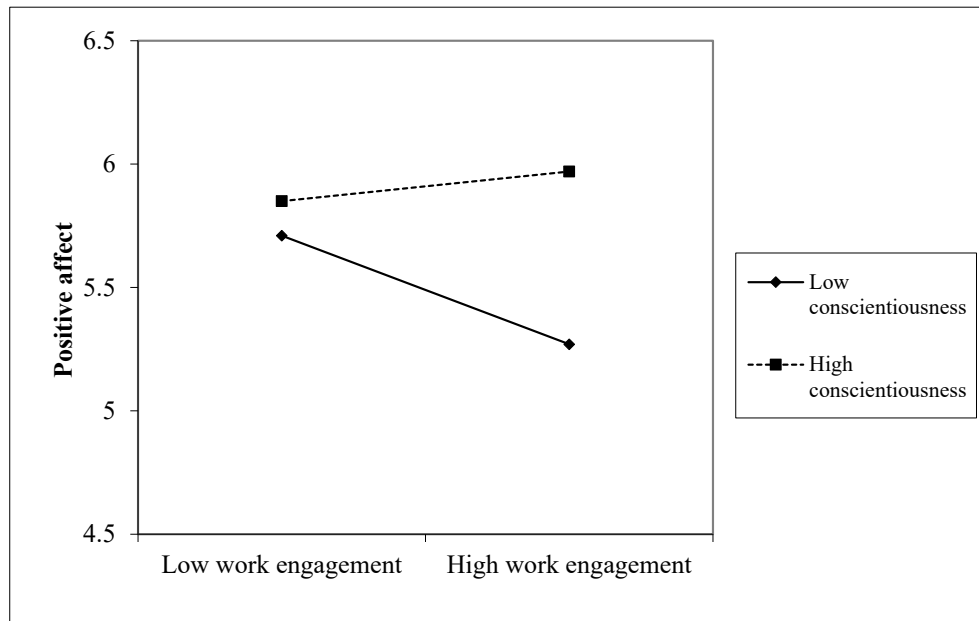 6.5
6
5.5
5
4.5
Positive affect
Low work engagement
High work engagement
Low
conscientiousness
High
conscientiousness